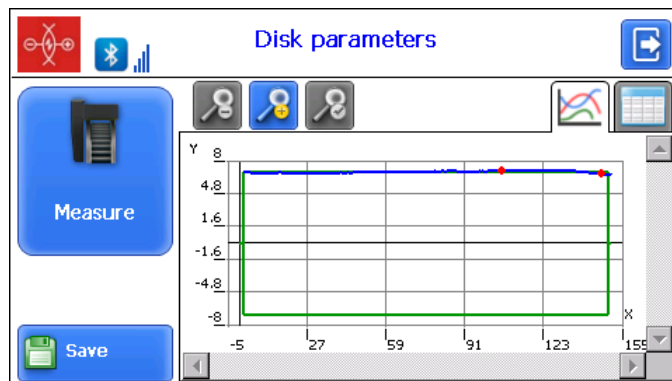 Disk parameters
Measure
Save
Y
8
4.8
1.6
-1.6
-4.8
-8
X
-5 27 59 91 123 155